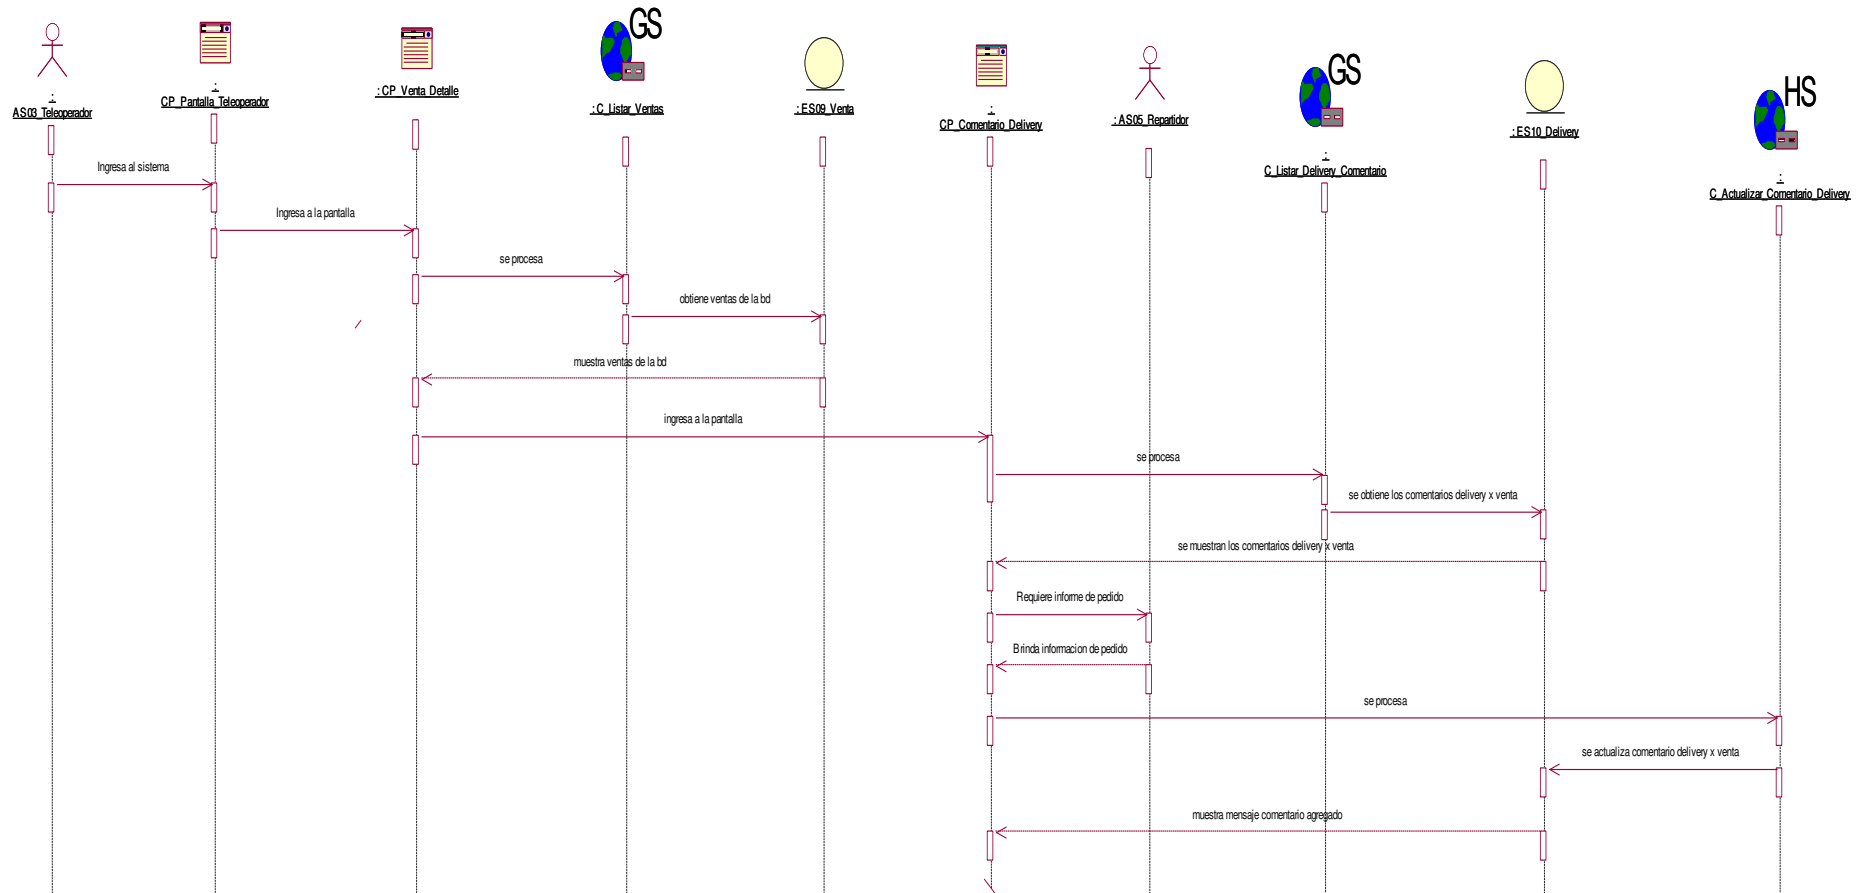 GS
GS
HS
:
AS03_Teleoperador
:
CP_Pantalla_Teleoperador
: CP_Venta_Detalle
: C_Listar_Ventas
: ES09_Venta
:
CP_Comentario_Delivery
: AS05_Repartidor
:
C_Listar_Delivery_Comentario
: ES10_Delivery
:
C_Actualizar_Comentario_Delivery
Ingresa al sistema
Ingresa a la pantalla
se procesa
obtiene ventas de la bd
muestra ventas de la bd
ingresa a la pantalla
se procesa
se obtiene los comentarios delivery x venta
se muestran los comentarios delivery x venta
Requiere informe de pedido
Brinda informacion de pedido
se procesa
se actualiza comentario delivery x venta
muestra mensaje comentario agregado